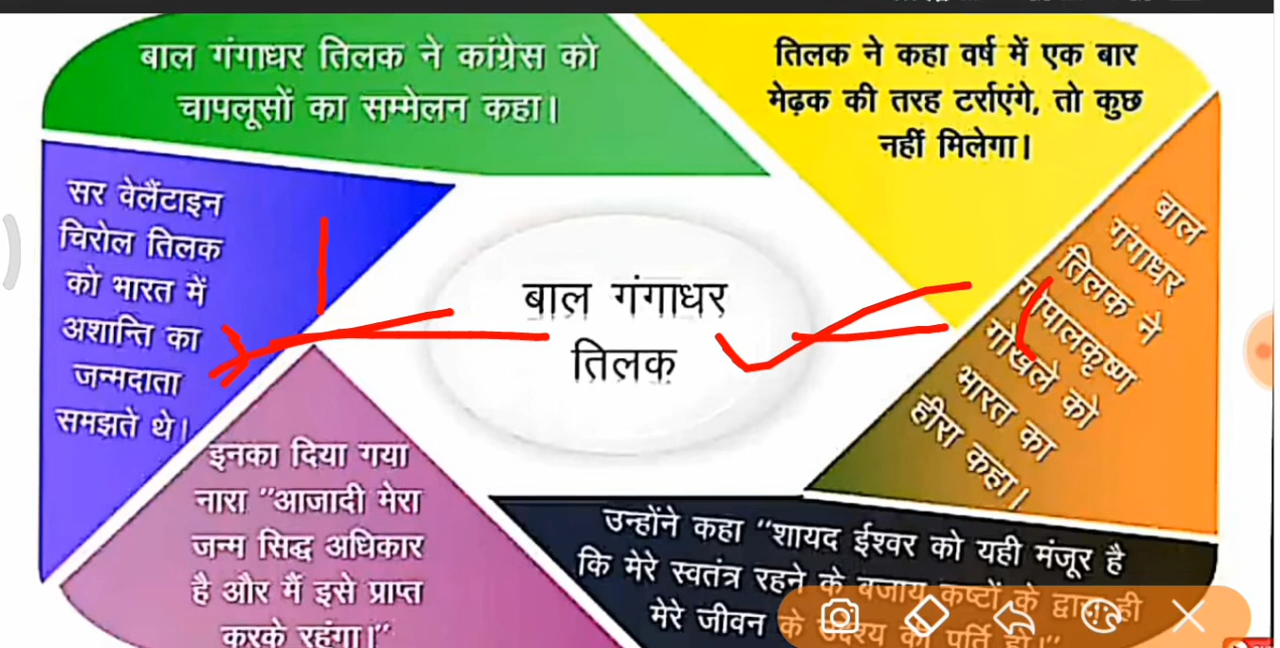 बाल गंगाधर तिलक ने कांग्रेस को
चापलूसों का सम्मेलन कहा।
तिलक ने कहा वर्ष में एक बार
मेढ़क की तरह टर्राएंगे, तो कुछ
नहीं मिलेगा।
सर वेलैंटाइन
चिरोल तिलक
को भारत में
अशान्ति का
जन्मदाता
समझते थे।
बाल गंगाधर
तिलक
बाल
गंगाधर
तिलक ने
गोपालकृष्ण
गोखले को
भारत का
हीरा कहा।
इनका दिया गया
नारा "आजादी मेरा
जन्म सिद्ध अधिकार
है और मैं इसे प्राप्त
करके रहूंगा।"
उन्होंने कहा "शायद ईश्वर को यही मंजूर है
कि मेरे स्वतंत्र रहने के बजाय कष्टों के द्वारा ही
मेरे जीवन के उद्देश्य की पूर्ति हो।"